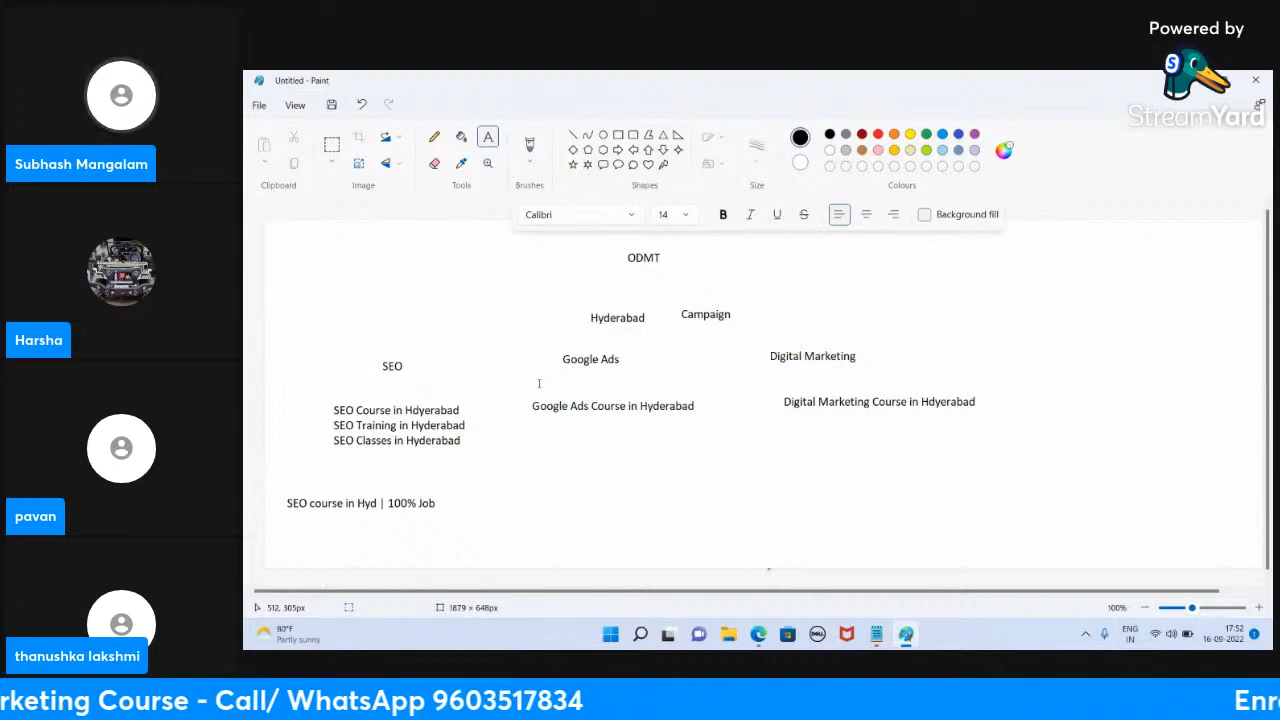 Powered by
StreamYard
Subhash Mangalam
Harsha
pavan
thanushka lakshmi
Untitled - Paint
File
View
Clipboard
Image
Tools
Brushes
Shapes
Size
Colours
Calibri
14
B
I
U
S
Background fill
ODMT
Hyderabad
Campaign
SEO
Google Ads
Digital Marketing
SEO Course in Hdyerabad
SEO Training in Hyderabad
SEO Classes in Hyderabad
Google Ads Course in Hyderabad
Digital Marketing Course in Hdyerabad
SEO course in Hyd | 100% Job
512, 305px
1879 × 648px
100%
80°F
Partly sunny
DELL
ENG
IN
17:52
16-09-2022
rketing Course - Call/ WhatsApp 9603517834
Enr